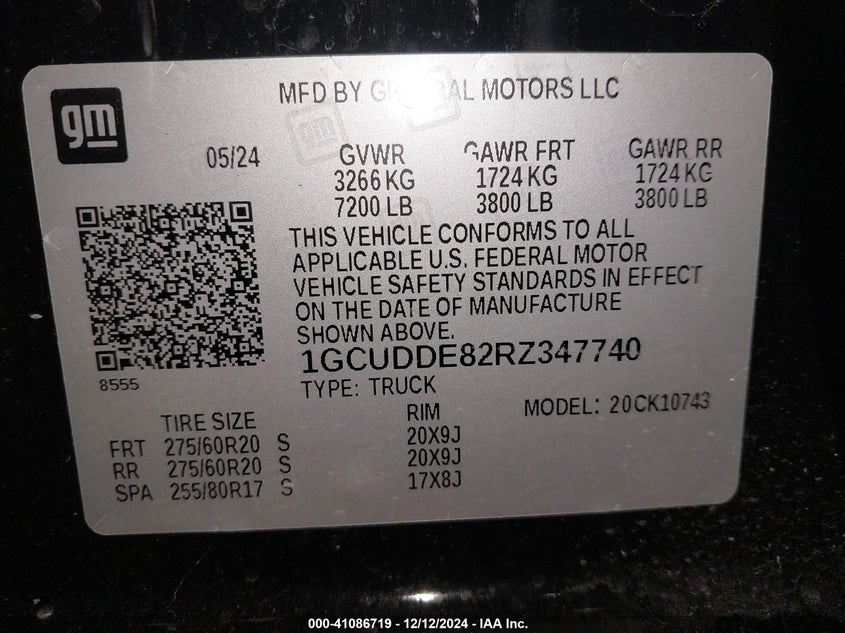 gm
MFD BY GENERAL MOTORS LLC
05/24
GVWR GAWR FRT GAWR RR
3266 KG 1724 KG 1724 KG
7200 LB 3800 LB 3800 LB
THIS VEHICLE CONFORMS TO ALL
APPLICABLE U.S. FEDERAL MOTOR
VEHICLE SAFETY STANDARDS IN EFFECT
ON THE DATE OF MANUFACTURE
SHOWN ABOVE.
1GCUDDE82RZ347740
8555
TYPE: TRUCK
MODEL: 20CK10743
TIRE SIZE RIM
FRT 275/60R20 S 20X9J
RR 275/60R20 S 20X9J
SPA 255/80R17 S 17X8J
000-41086719 - 12/12/2024 - IAA Inc.